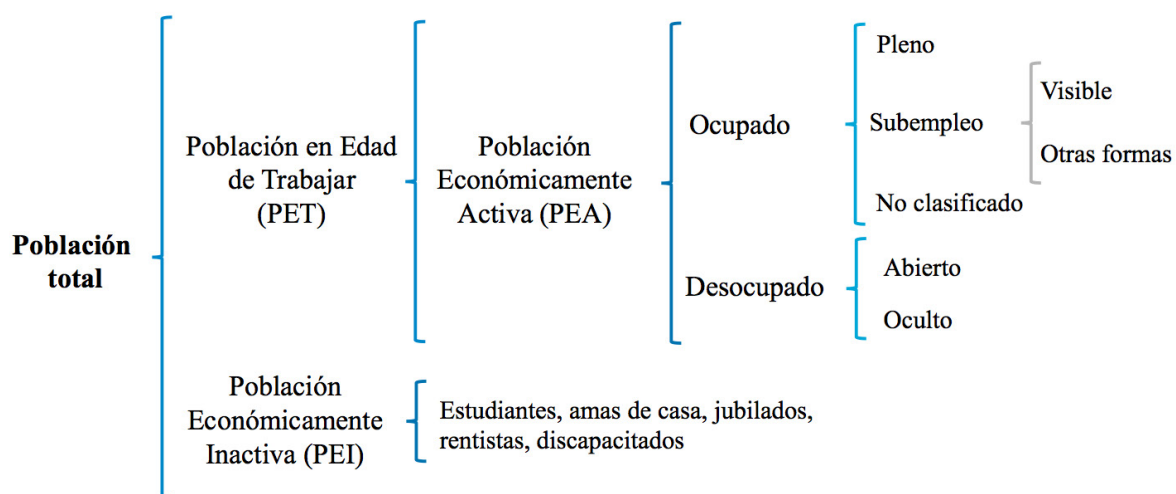 Población
total
Población en Edad
de Trabajar
(PET)
Población
Económicamente
Activa (PEA)
Ocupado
Pleno
Subempleo
Visible
Otras formas
No clasificado
Desocupado
Abierto
Oculto
Población
Económicamente
Inactiva (PEI)
Estudiantes, amas de casa, jubilados,
rentistas, discapacitados